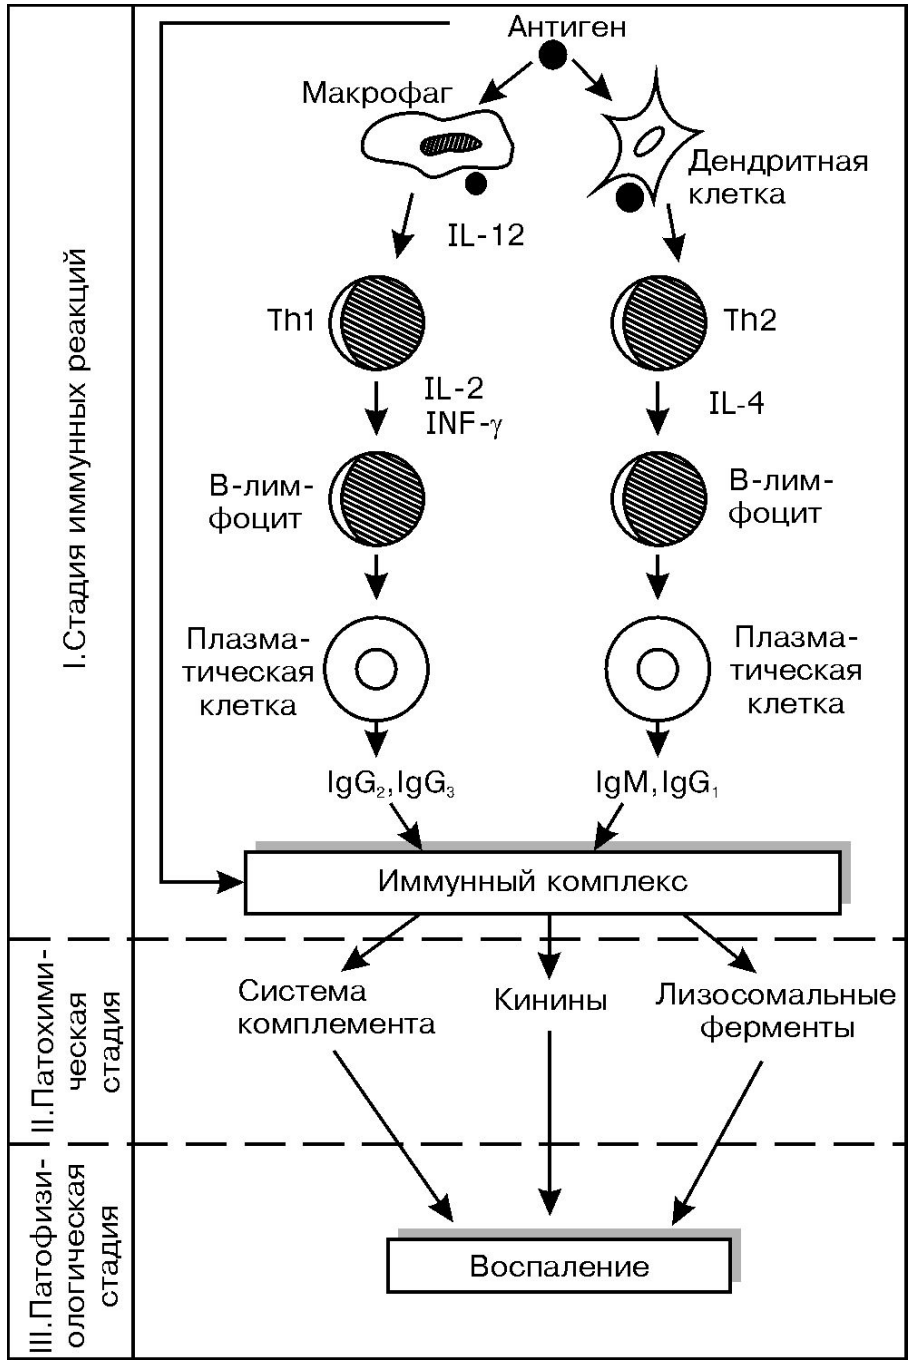 Антиген
Макрофаг
Дендритная
клетка
IL-12
Th1
Th2
IL-2
INF-γ
IL-4
В-лим-
фоцит
В-лим-
фоцит
Плазма-
тическая
клетка
Плазма-
тическая
клетка
IgG₂,IgG₃
IgM,IgG₁
Иммунный комплекс
I.Стадия иммунных реакций
Система
комплемента
Кинины
Лизосомальные
ферменты
II.Патохими-
ческая
стадия
Воспаление
III.Патофизи-
ологическая
стадия